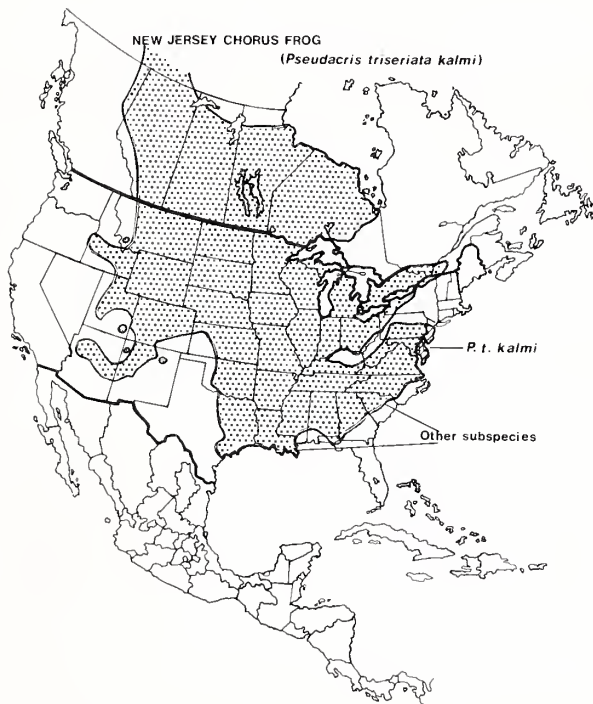 NEW JERSEY CHORUS FROG
(Pseudacris triseriata kalmi)
P. t. kalmi
Other subspecies